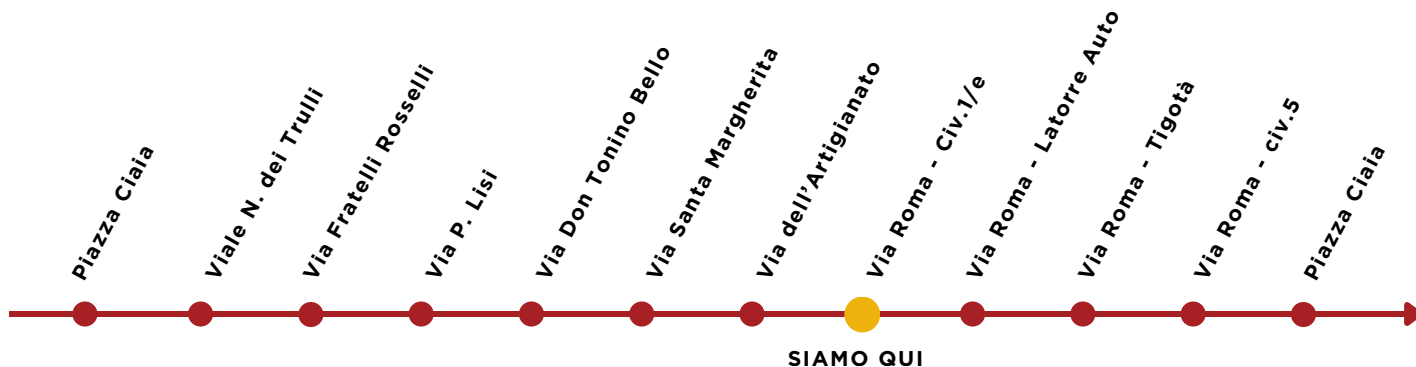 Piazza Ciaia
Viale N. dei Trulli
Via Fratelli Rosselli
Via P. Lisi
Via Don Tonino Bello
Via Santa Margherita
Via dell'Artigianato
Via Roma - Civ.1/e
Via Roma - Latorre Auto
Via Roma - Tigotà
Via Roma - civ.5
Piazza Ciaia
SIAMO QUI